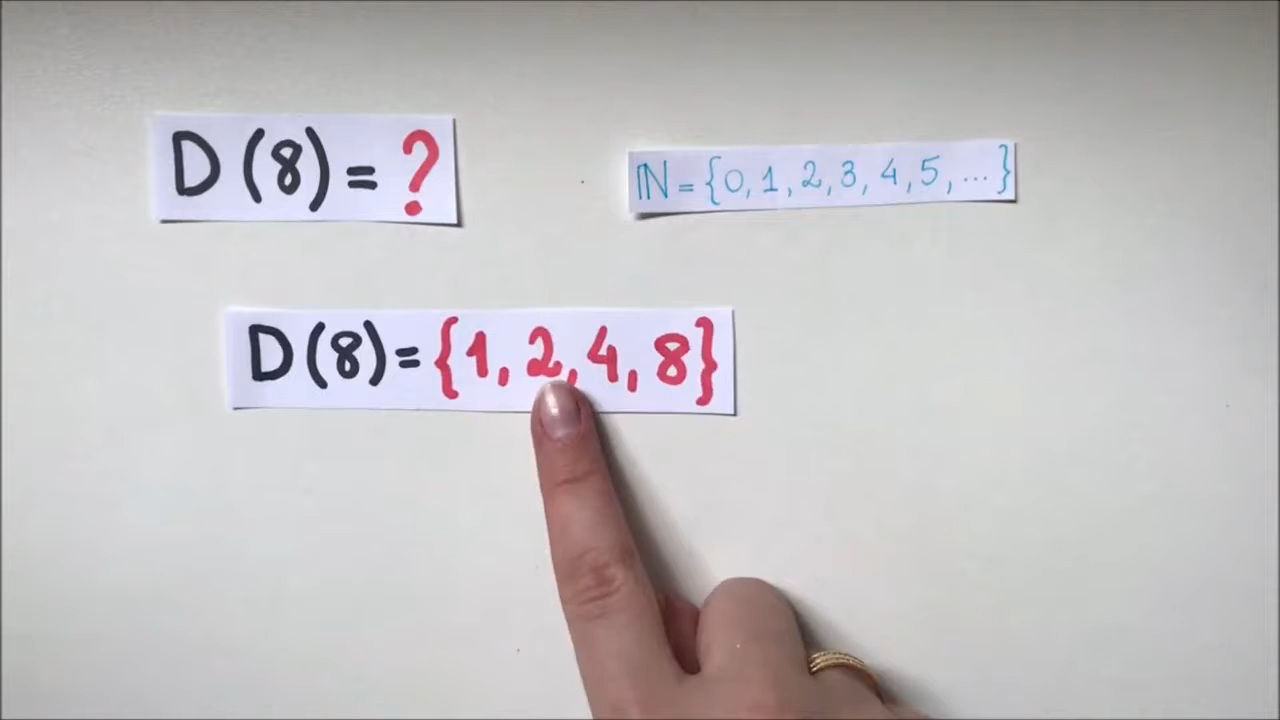 D (8) = ?
ℕ = {0, 1, 2, 3, 4, 5, ...}
D (8) = {1, 2, 4, 8}